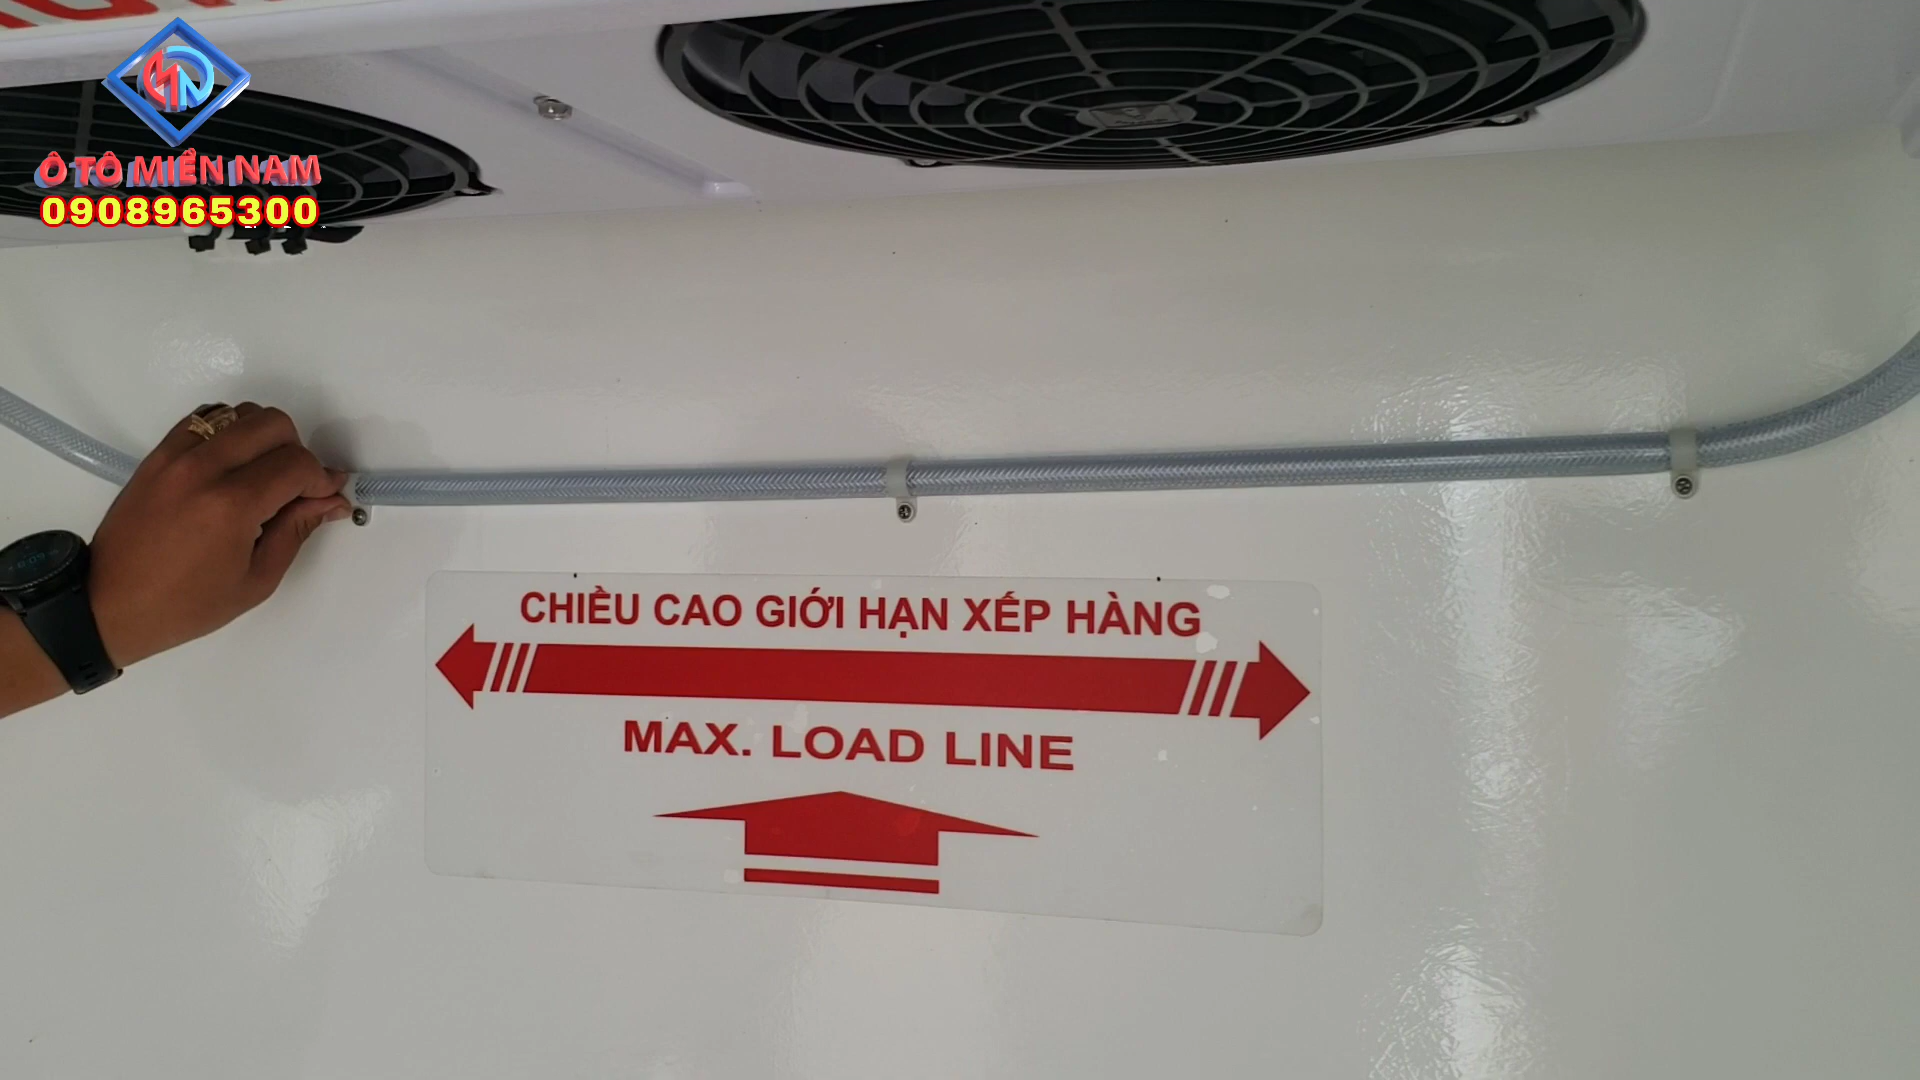 Ô TÔ MIỀN NAM
0908965300
CHIỀU CAO GIỚI HẠN XẾP HÀNG
MAX. LOAD LINE